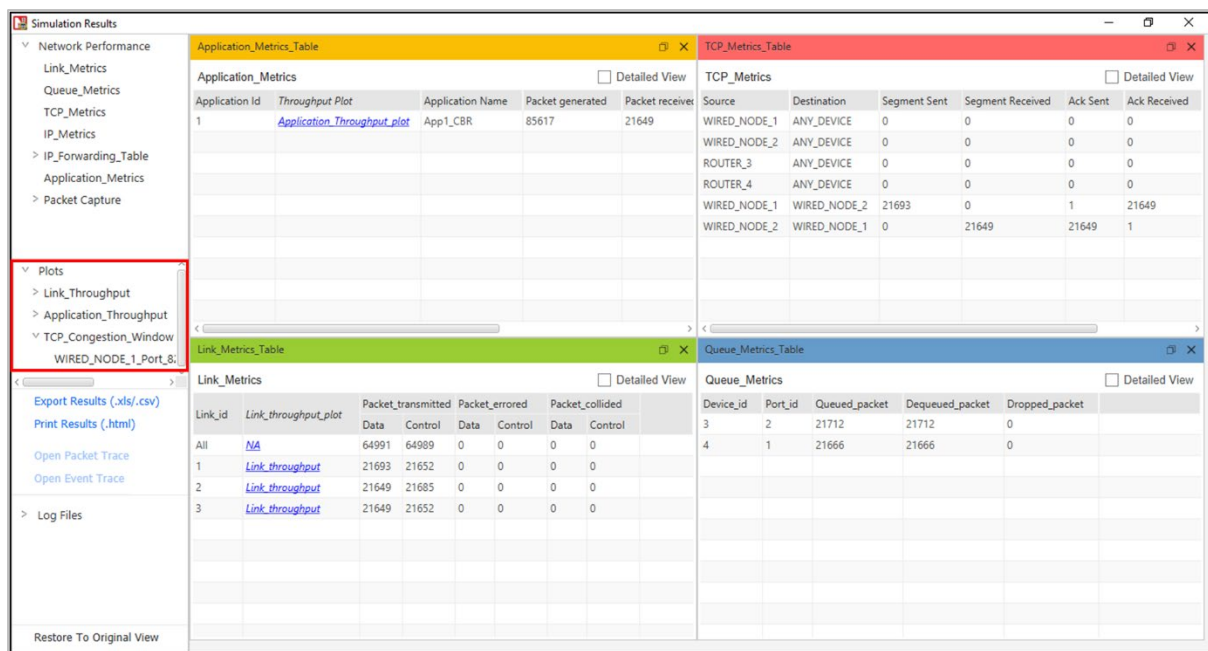 Simulation Results
Network Performance
Link_Metrics
Queue_Metrics
TCP_Metrics
IP_Metrics
IP_Forwarding_Table
Application_Metrics
Packet Capture
Plots
Link_Throughput
Application_Throughput
TCP_Congestion_Window
WIRED_NODE_1_Port_82
Export Results (.xls/.csv)
Print Results (.html)
Open Packet Trace
Open Event Trace
Log Files
Restore To Original View
Application_Metrics_Table
Application_Metrics Detailed View
Application Id Throughput Plot Application Name Packet generated Packet received
1 Application_Throughput_plot App1_CBR 85617 21649
TCP_Metrics_Table
TCP_Metrics Detailed View
Source Destination Segment Sent Segment Received Ack Sent Ack Received
WIRED_NODE_1 ANY_DEVICE 0 0 0 0
WIRED_NODE_2 ANY_DEVICE 0 0 0 0
ROUTER_3 ANY_DEVICE 0 0 0 0
ROUTER_4 ANY_DEVICE 0 0 0 0
WIRED_NODE_1 WIRED_NODE_2 21693 0 1 21649
WIRED_NODE_2 WIRED_NODE_1 0 21649 21649 1
Link_Metrics_Table
Link_Metrics Detailed View
Link_id Link_throughput_plot Packet_transmitted Packet_errored Packet_collided
Data Control Data Control Data Control
All NA 64991 64989 0 0 0 0
1 Link_throughput 21693 21652 0 0 0 0
2 Link_throughput 21649 21685 0 0 0 0
3 Link_throughput 21649 21652 0 0 0 0
Queue_Metrics_Table
Queue_Metrics Detailed View
Device_id Port_id Queued_packet Dequeued_packet Dropped_packet
3 2 21712 21712 0
4 1 21666 21666 0